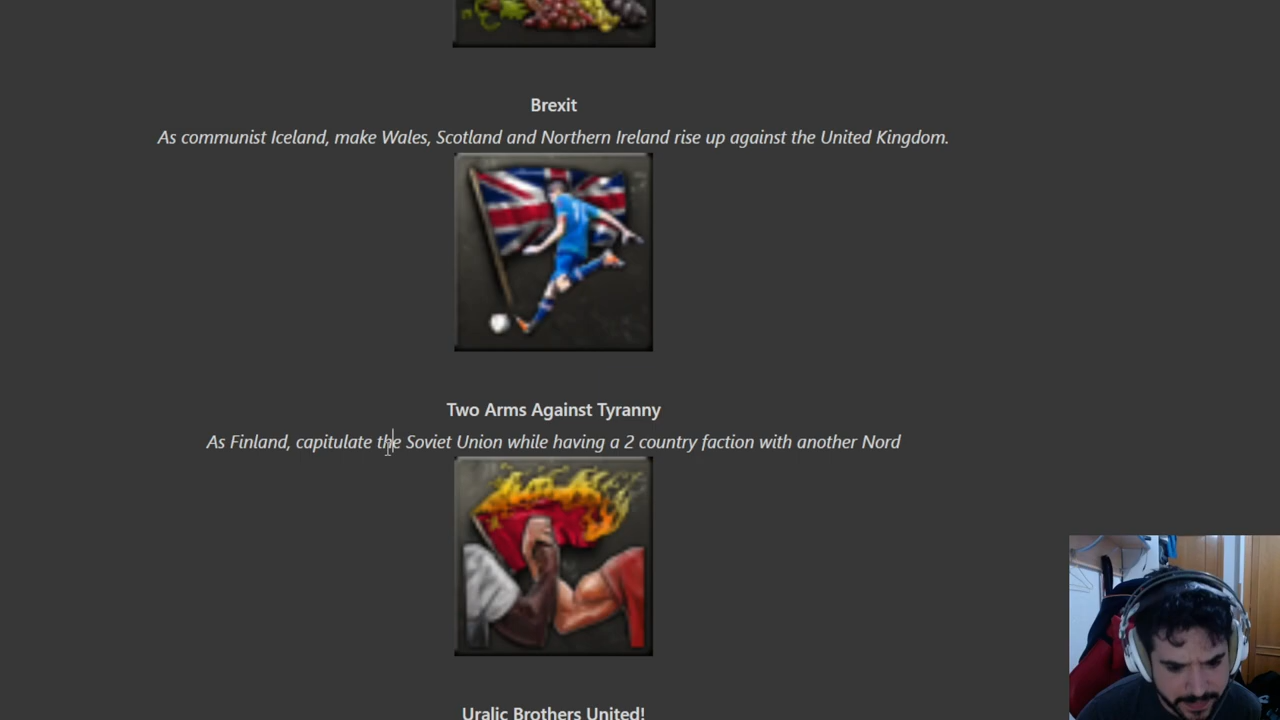 Brexit
As communist Iceland, make Wales, Scotland and Northern Ireland rise up against the United Kingdom.
Two Arms Against Tyranny
As Finland, capitulate the Soviet Union while having a 2 country faction with another Nord
Uralic Brothers United!